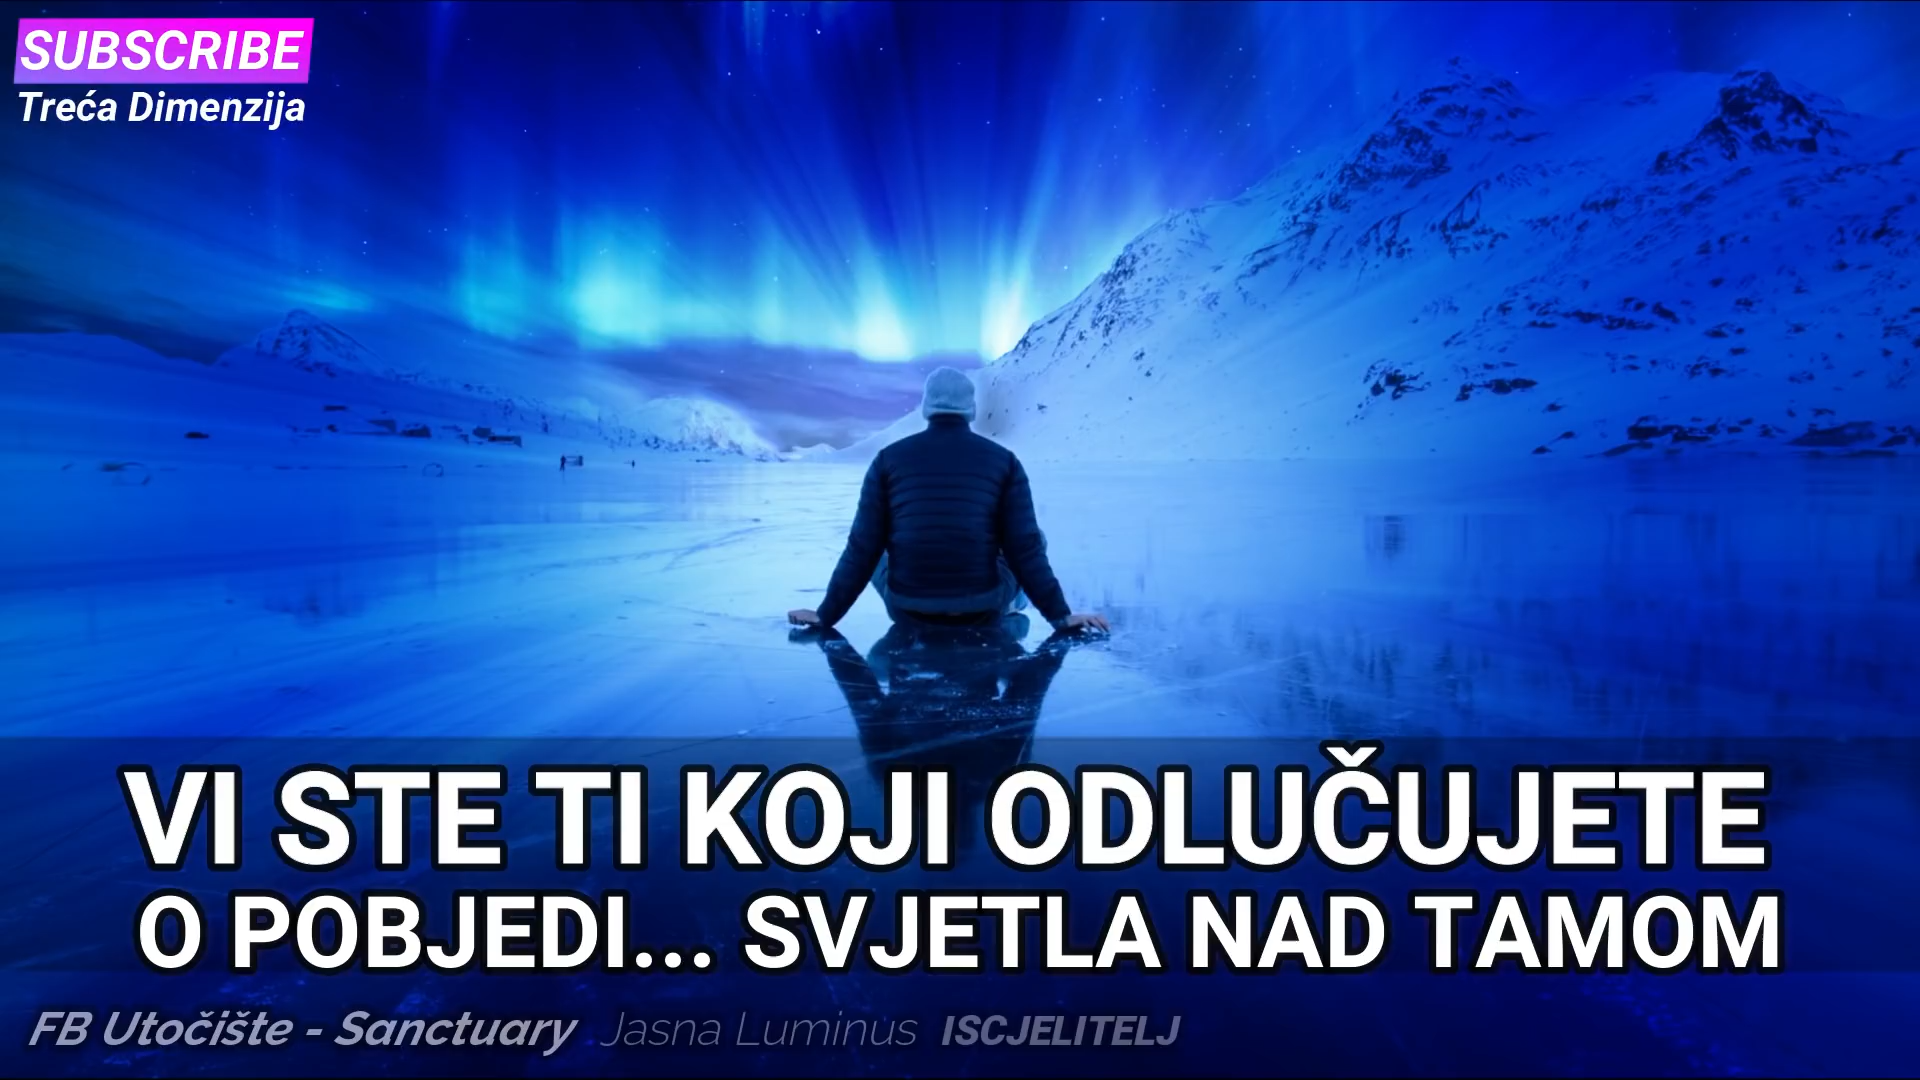 SUBSCRIBE
Treća Dimenzija
VI STE TI KOJI ODLUČUJETE
O POBJEDI... SVJETLA NAD TAMOM
FB Utočište - Sanctuary Jasna Luminus ISCJELITELJ